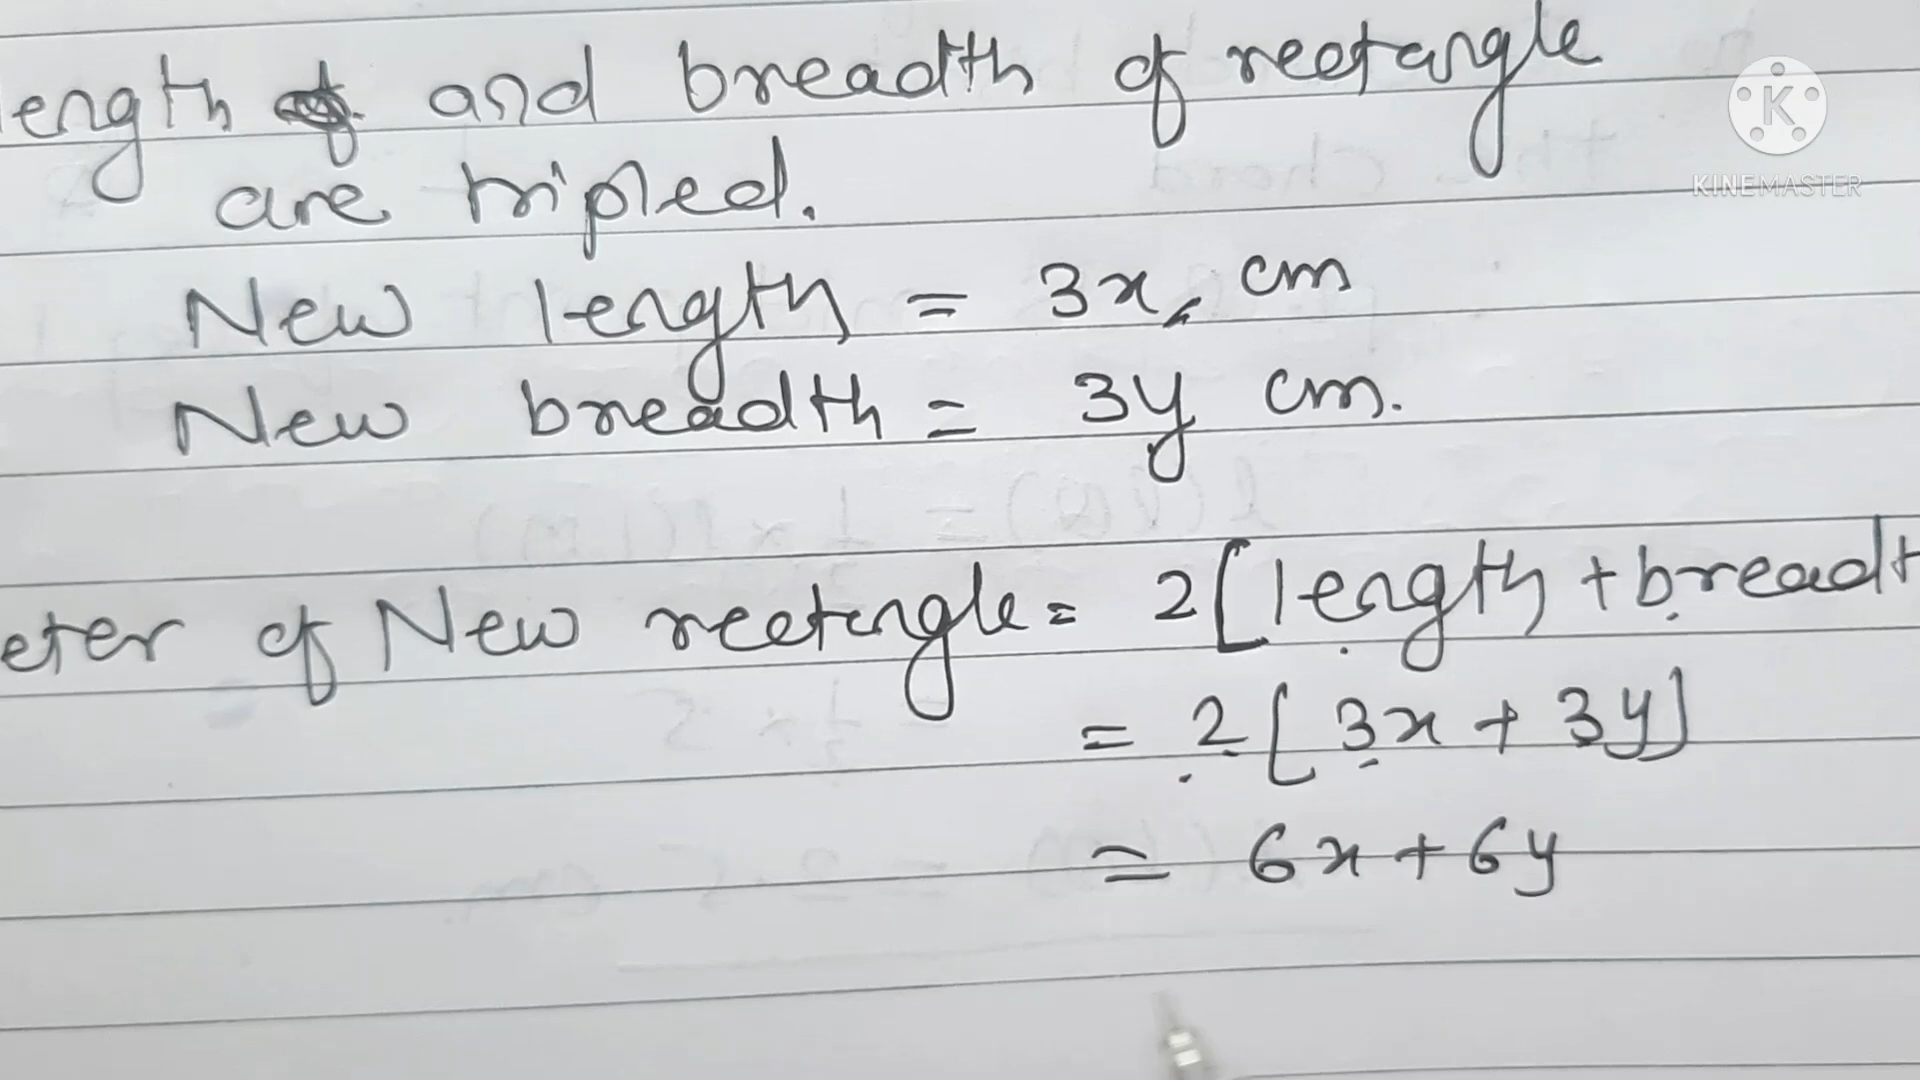 ength and breadth of rectangle
are tripled.
New length = 3x cm
New breadth = 3y cm.
eter of New rectengle = 2[length + breadt
= 2[3x + 3y]
= 6x + 6y
K
KINEMASTER